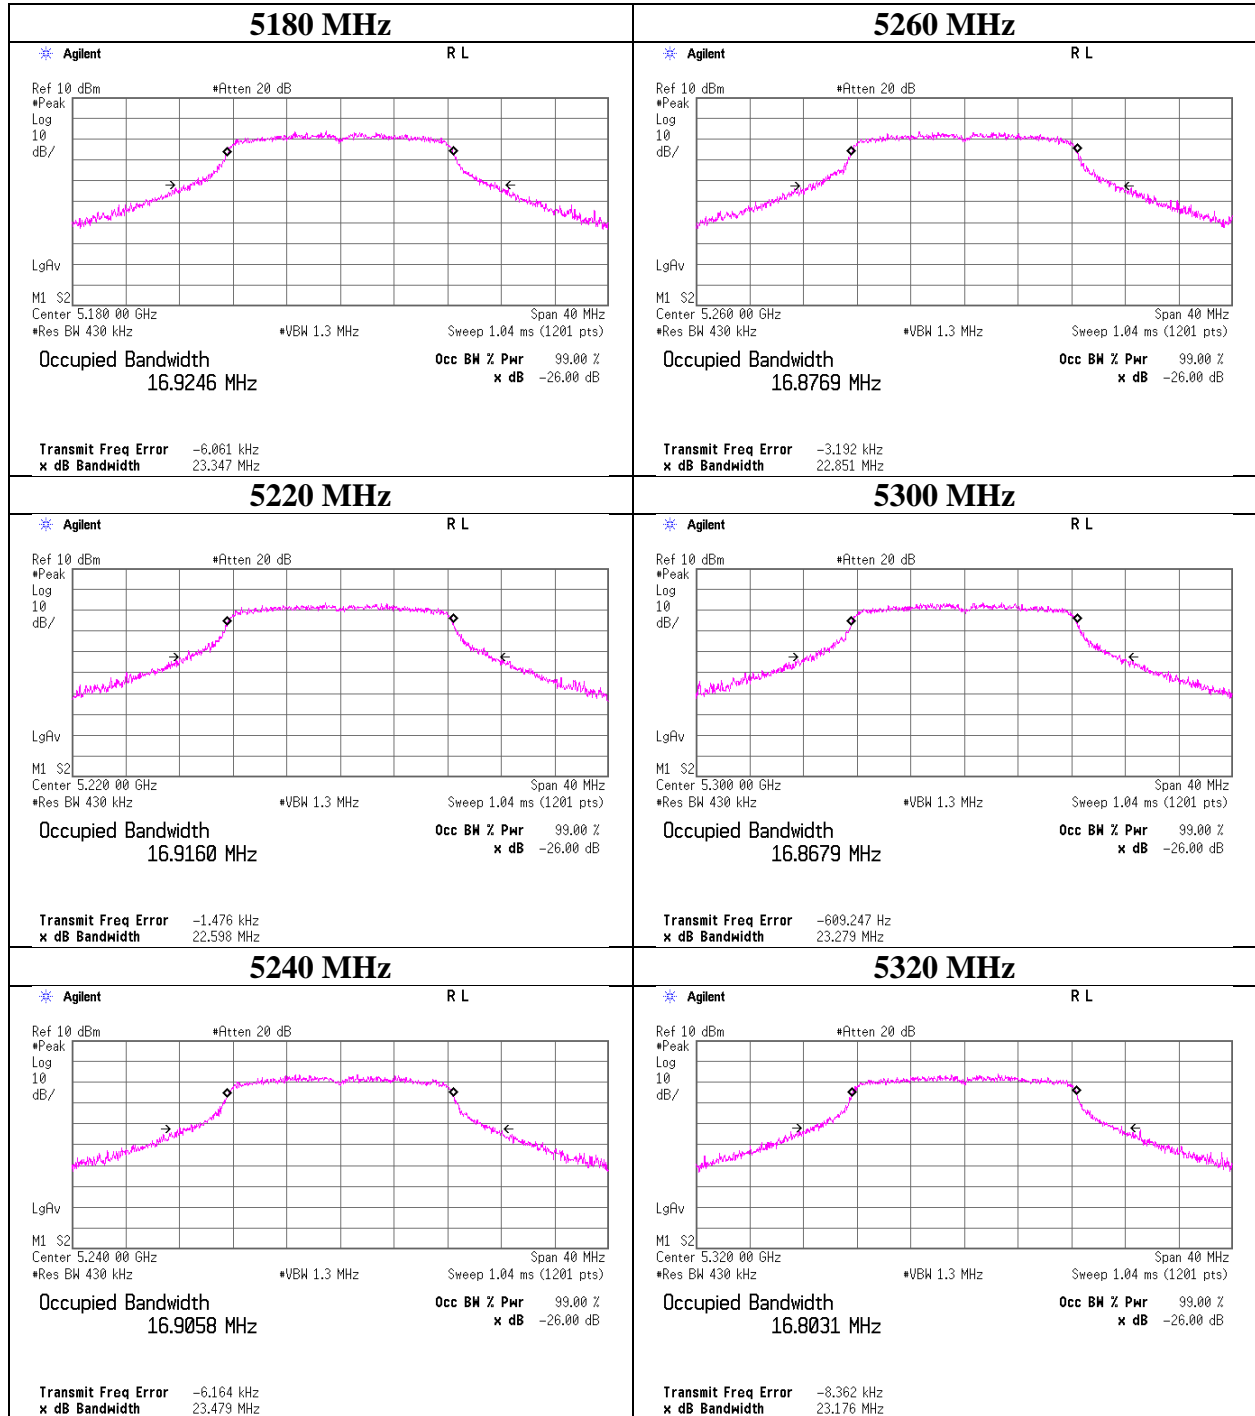 5180 MHz
Agilent R L
Ref 10 dBm #Atten 20 dB
#Peak
Log
10
dB/
LgAv
M1 S2
Center 5.180 00 GHz Span 40 MHz
#Res BW 430 kHz #VBW 1.3 MHz Sweep 1.04 ms (1201 pts)
Occupied Bandwidth Occ BW % Pwr 99.00 %
16.9246 MHz x dB -26.00 dB
Transmit Freq Error -6.061 kHz
x dB Bandwidth 23.347 MHz
5260 MHz
Agilent R L
Ref 10 dBm #Atten 20 dB
#Peak
Log
10
dB/
LgAv
M1 S2
Center 5.260 00 GHz Span 40 MHz
#Res BW 430 kHz #VBW 1.3 MHz Sweep 1.04 ms (1201 pts)
Occupied Bandwidth Occ BW % Pwr 99.00 %
16.8769 MHz x dB -26.00 dB
Transmit Freq Error -3.192 kHz
x dB Bandwidth 22.851 MHz
5220 MHz
Agilent R L
Ref 10 dBm #Atten 20 dB
#Peak
Log
10
dB/
LgAv
M1 S2
Center 5.220 00 GHz Span 40 MHz
#Res BW 430 kHz #VBW 1.3 MHz Sweep 1.04 ms (1201 pts)
Occupied Bandwidth Occ BW % Pwr 99.00 %
16.9160 MHz x dB -26.00 dB
Transmit Freq Error -1.476 kHz
x dB Bandwidth 22.598 MHz
5300 MHz
Agilent R L
Ref 10 dBm #Atten 20 dB
#Peak
Log
10
dB/
LgAv
M1 S2
Center 5.300 00 GHz Span 40 MHz
#Res BW 430 kHz #VBW 1.3 MHz Sweep 1.04 ms (1201 pts)
Occupied Bandwidth Occ BW % Pwr 99.00 %
16.8679 MHz x dB -26.00 dB
Transmit Freq Error -609.247 Hz
x dB Bandwidth 23.279 MHz
5240 MHz
Agilent R L
Ref 10 dBm #Atten 20 dB
#Peak
Log
10
dB/
LgAv
M1 S2
Center 5.240 00 GHz Span 40 MHz
#Res BW 430 kHz #VBW 1.3 MHz Sweep 1.04 ms (1201 pts)
Occupied Bandwidth Occ BW % Pwr 99.00 %
16.9058 MHz x dB -26.00 dB
Transmit Freq Error -6.164 kHz
x dB Bandwidth 23.479 MHz
5320 MHz
Agilent R L
Ref 10 dBm #Atten 20 dB
#Peak
Log
10
dB/
LgAv
M1 S2
Center 5.320 00 GHz Span 40 MHz
#Res BW 430 kHz #VBW 1.3 MHz Sweep 1.04 ms (1201 pts)
Occupied Bandwidth Occ BW % Pwr 99.00 %
16.8031 MHz x dB -26.00 dB
Transmit Freq Error -8.362 kHz
x dB Bandwidth 23.176 MHz